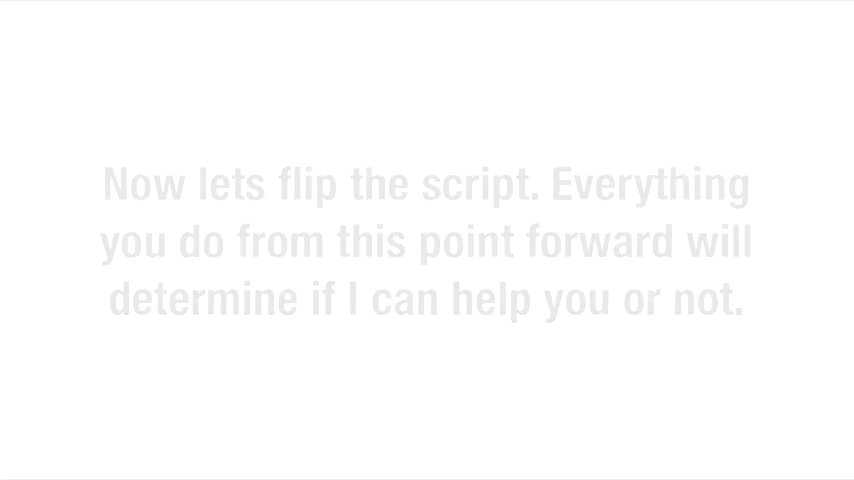 Now lets flip the script. Everything
you do from this point forward will
determine if I can help you or not.